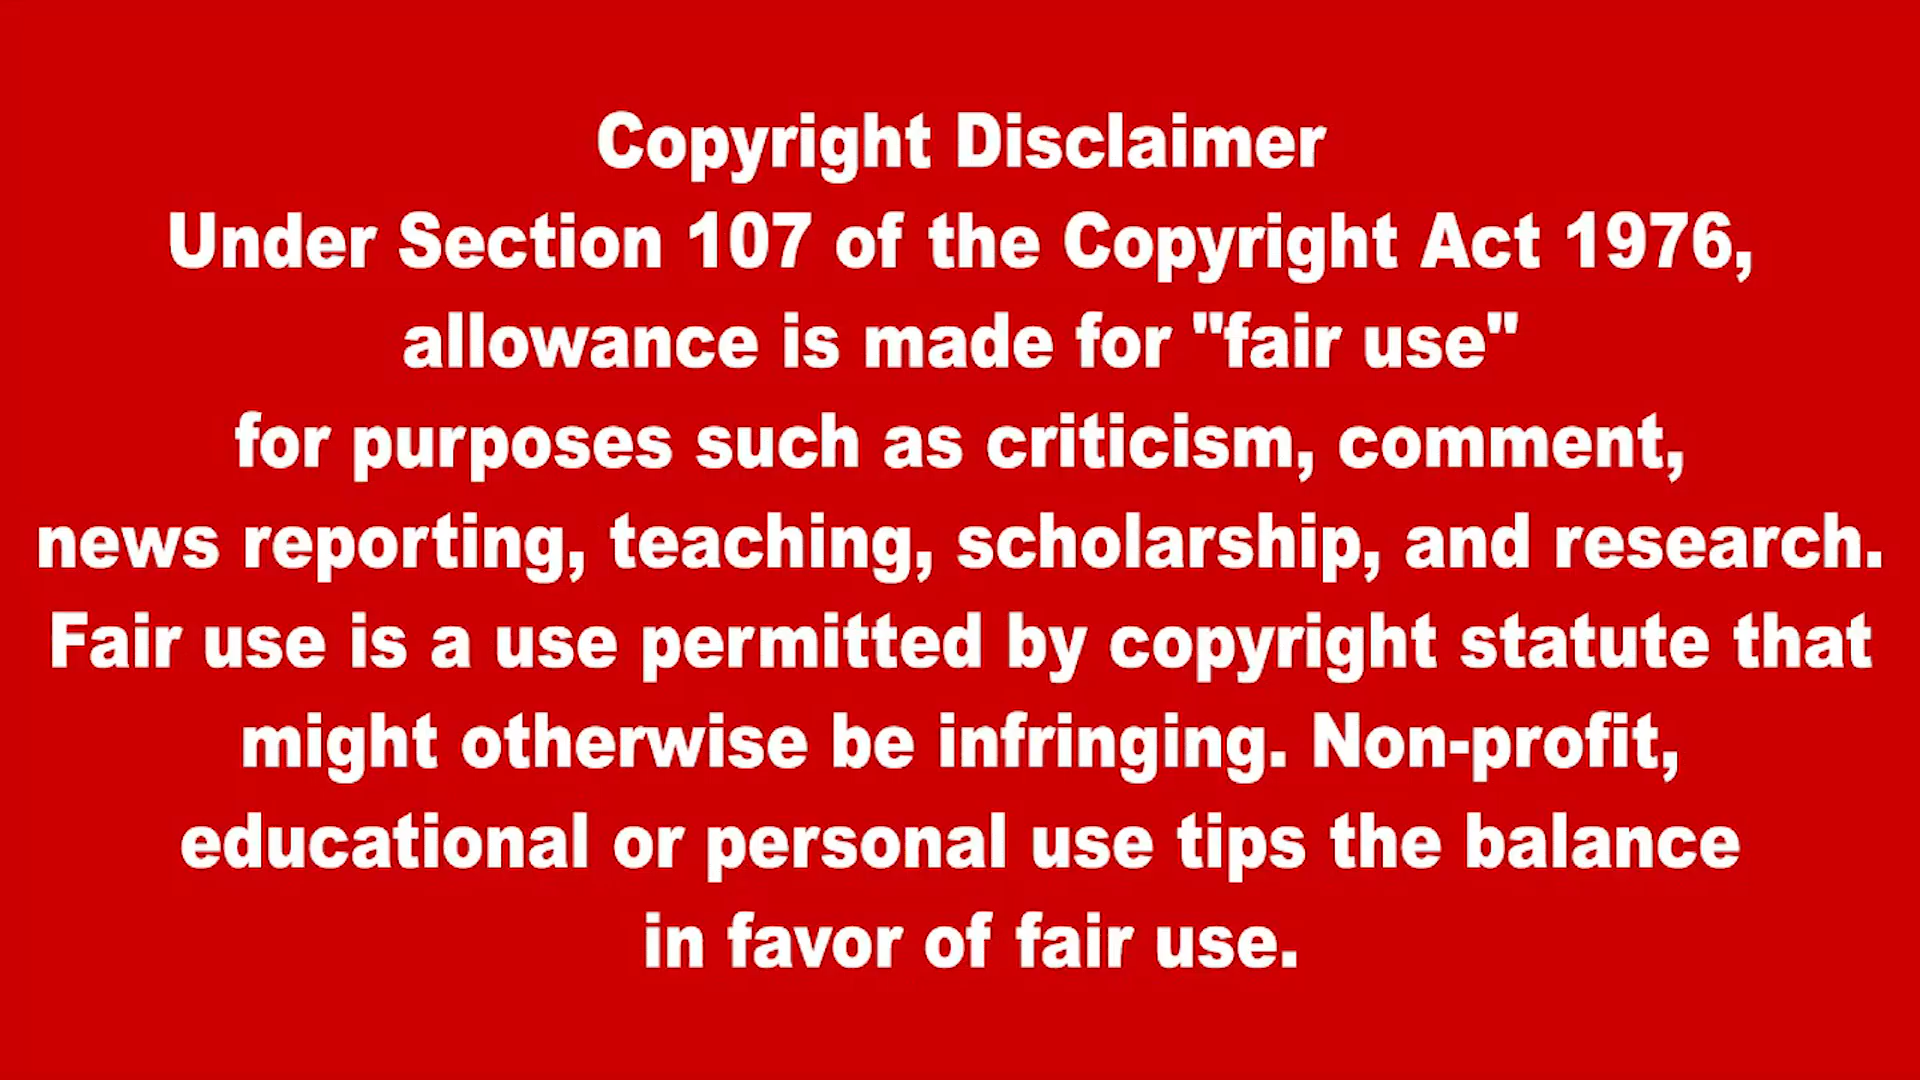 Copyright Disclaimer
Under Section 107 of the Copyright Act 1976,
allowance is made for "fair use"
for purposes such as criticism, comment,
news reporting, teaching, scholarship, and research.
Fair use is a use permitted by copyright statute that
might otherwise be infringing. Non-profit,
educational or personal use tips the balance
in favor of fair use.